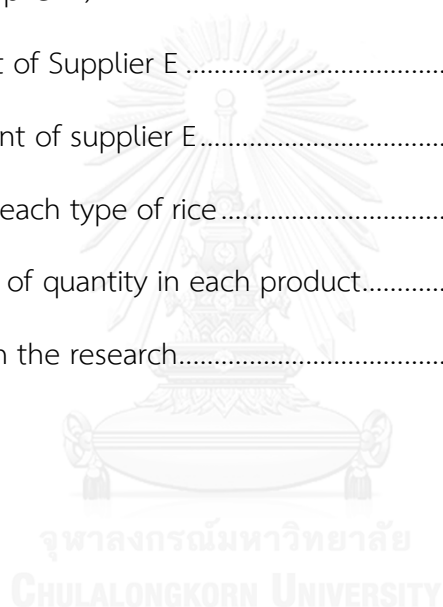 t of Supplier E ..........................................
nt of supplier E..........................................
each type of rice ..........................................
of quantity in each product.............
n the research..........................................
จุฬาลงกรณ์มหาวิทยาลัย
CHULALONGKORN UNIVERSITY